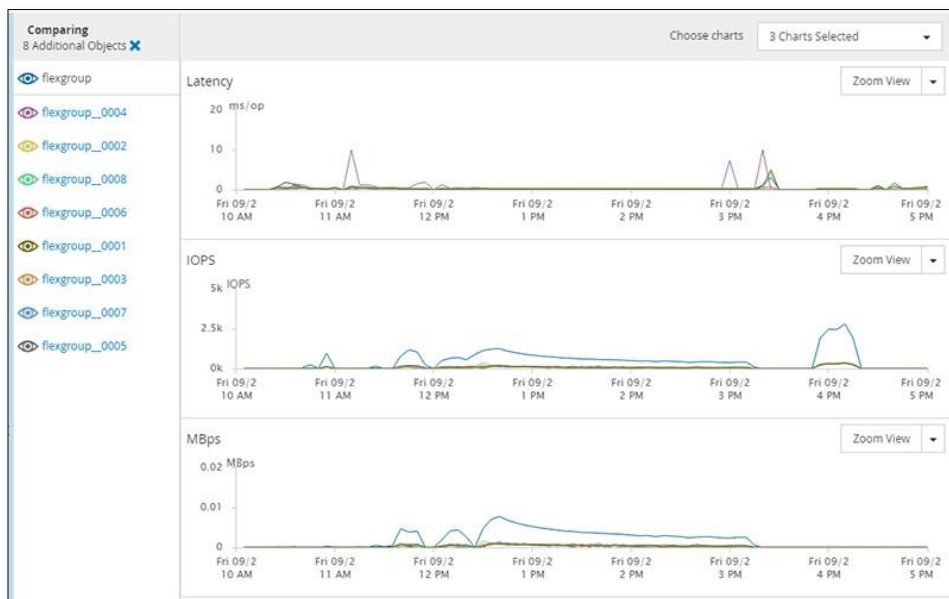 Comparing
8 Additional Objects
Choose charts
3 Charts Selected
flexgroup
flexgroup__0004
flexgroup__0002
flexgroup__0008
flexgroup__0006
flexgroup__0001
flexgroup__0003
flexgroup__0007
flexgroup__0005
Latency
Zoom View
20 ms/op
10
0
Fri 09/2 Fri 09/2 Fri 09/2 Fri 09/2 Fri 09/2 Fri 09/2 Fri 09/2 Fri 09/2
10 AM 11 AM 12 PM 1 PM 2 PM 3 PM 4 PM 5 PM
IOPS
Zoom View
5k IOPS
2.5k
0k
Fri 09/2 Fri 09/2 Fri 09/2 Fri 09/2 Fri 09/2 Fri 09/2 Fri 09/2 Fri 09/2
10 AM 11 AM 12 PM 1 PM 2 PM 3 PM 4 PM 5 PM
MBps
Zoom View
0.02 MBps
0.01
0
Fri 09/2 Fri 09/2 Fri 09/2 Fri 09/2 Fri 09/2 Fri 09/2 Fri 09/2 Fri 09/2
10 AM 11 AM 12 PM 1 PM 2 PM 3 PM 4 PM 5 PM